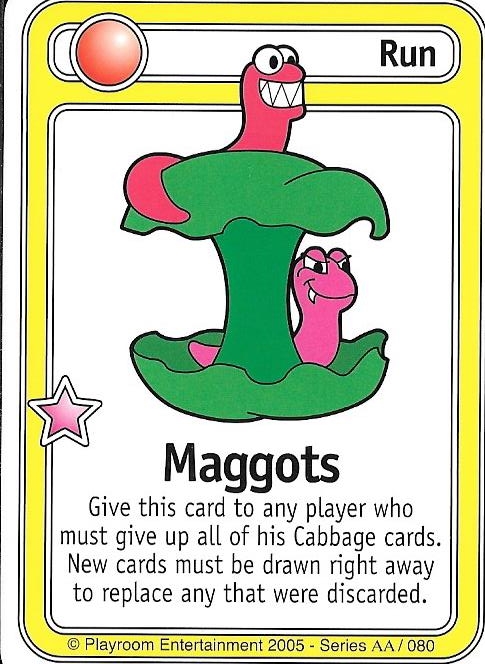 Run
Maggots
Give this card to any player who
must give up all of his Cabbage cards.
New cards must be drawn right away
to replace any that were discarded.
© Playroom Entertainment 2005 - Series AA / 080